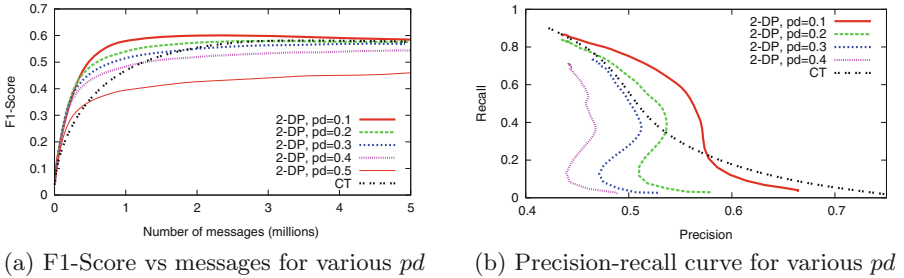 F1-Score
0.7
0.6
0.5
0.4
0.3
0.2
0.1
0
2-DP, pd=0.1
2-DP, pd=0.2
2-DP, pd=0.3
2-DP, pd=0.4
2-DP, pd=0.5
CT
0 1 2 3 4 5
Number of messages (millions)
(a) F1-Score vs messages for various pd
Recall
1
0.8
0.6
0.4
0.2
0
2-DP, pd=0.1
2-DP, pd=0.2
2-DP, pd=0.3
2-DP, pd=0.4
CT
0.4 0.5 0.6 0.7
Precision
(b) Precision-recall curve for various pd